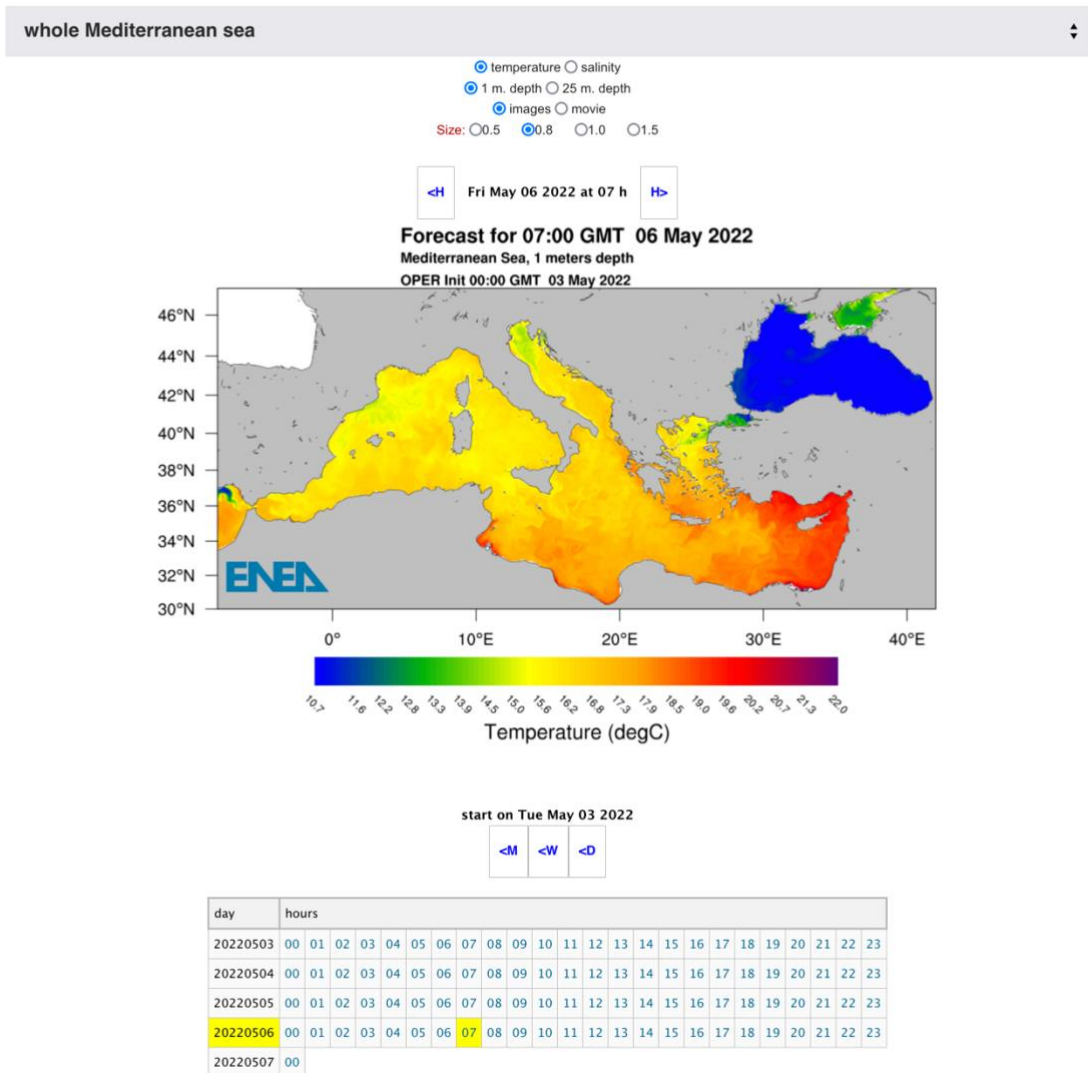 whole Mediterranean sea
temperature salinity
1 m. depth 25 m. depth
images movie
Size: 0.5 0.8 1.0 1.5
<H Fri May 06 2022 at 07 h H>
Forecast for 07:00 GMT 06 May 2022
Mediterranean Sea, 1 meters depth
OPER Init 00:00 GMT 03 May 2022
46°N
44°N
42°N
40°N
38°N
36°N
34°N
32°N
30°N
ENEA
0° 10°E 20°E 30°E 40°E
10.7 11.6 12.2 12.8 13.3 13.9 14.5 15.0 15.6 16.2 16.8 17.3 17.9 18.5 19.0 19.6 20.2 20.7 21.3 22.0
Temperature (degC)
start on Tue May 03 2022
<M <W <D
day hours
20220503 00 01 02 03 04 05 06 07 08 09 10 11 12 13 14 15 16 17 18 19 20 21 22 23
20220504 00 01 02 03 04 05 06 07 08 09 10 11 12 13 14 15 16 17 18 19 20 21 22 23
20220505 00 01 02 03 04 05 06 07 08 09 10 11 12 13 14 15 16 17 18 19 20 21 22 23
20220506 00 01 02 03 04 05 06 07 08 09 10 11 12 13 14 15 16 17 18 19 20 21 22 23
20220507 00